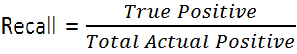 Recall = True Positive
Total Actual Positive